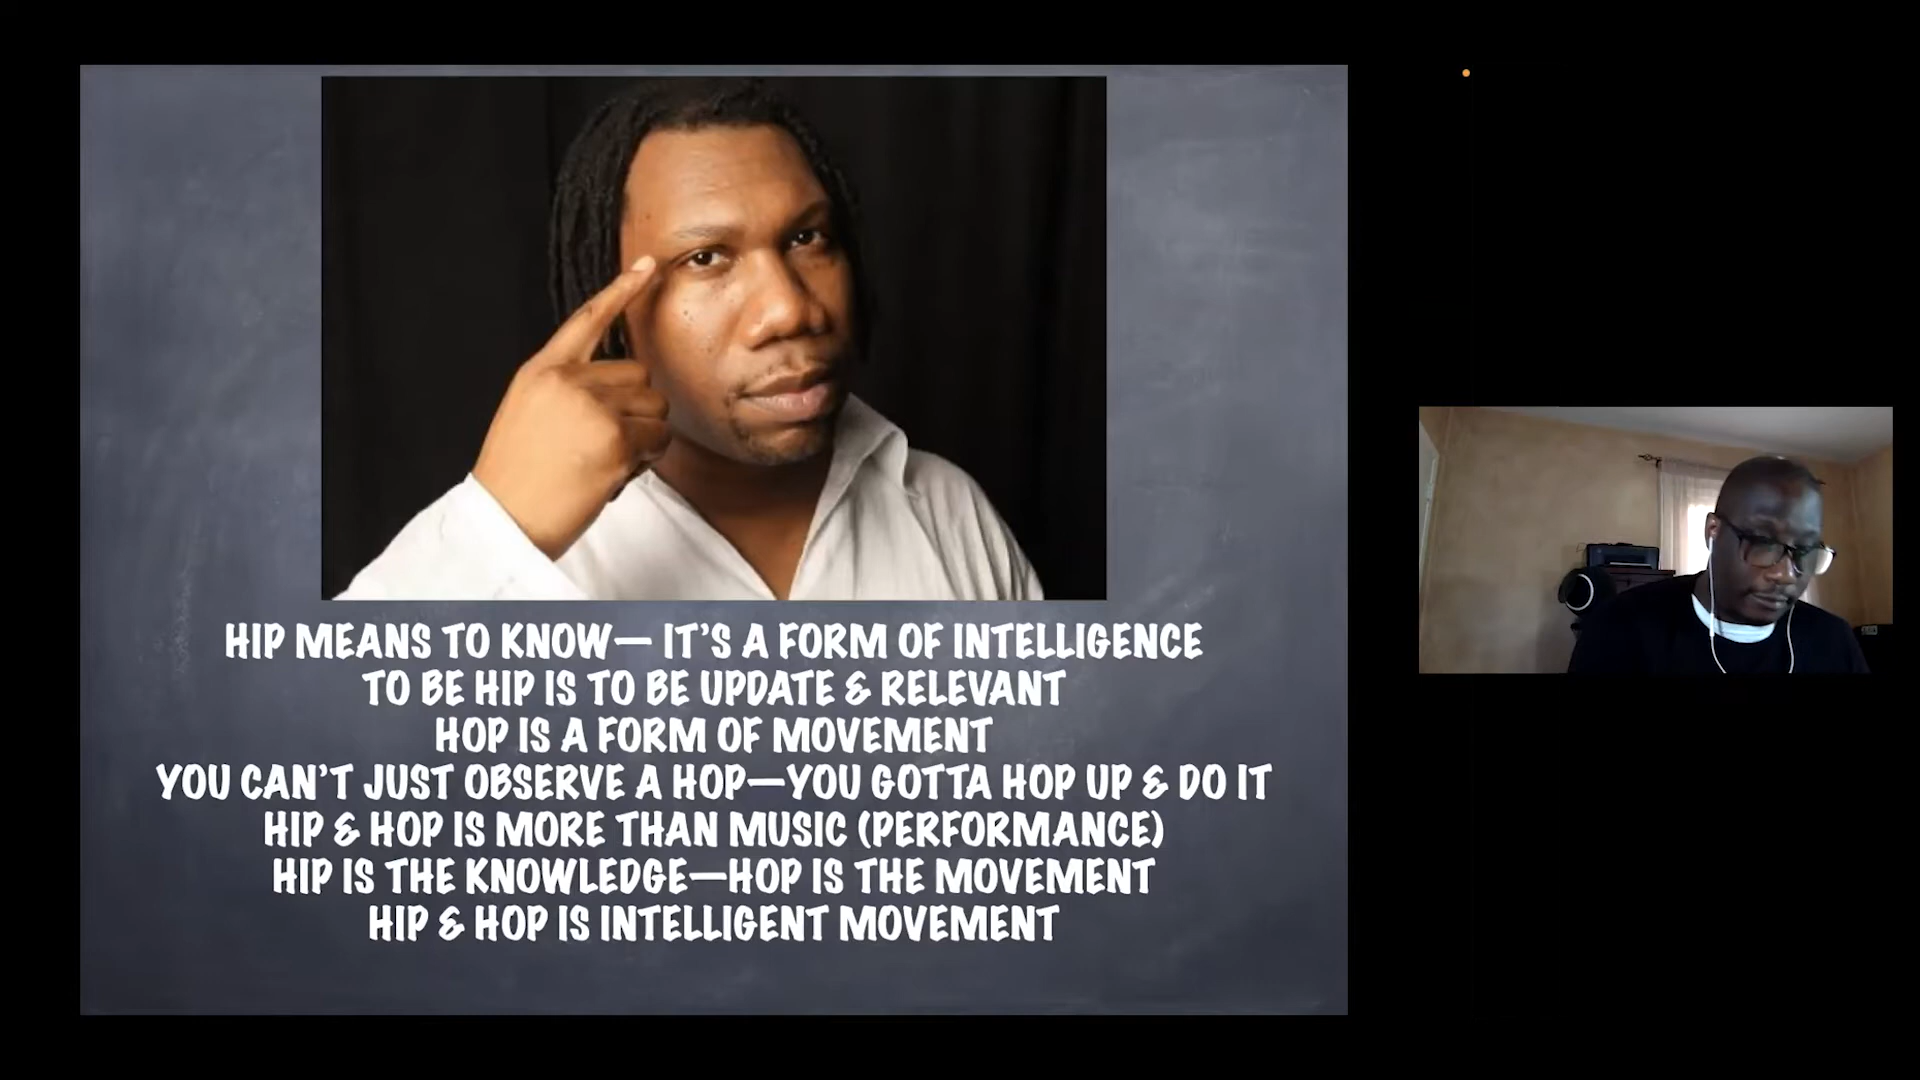 HIP MEANS TO KNOW— IT'S A FORM OF INTELLIGENCE
TO BE HIP IS TO BE UPDATE & RELEVANT
HOP IS A FORM OF MOVEMENT
YOU CAN'T JUST OBSERVE A HOP—YOU GOTTA HOP UP & DO IT
HIP & HOP IS MORE THAN MUSIC (PERFORMANCE)
HIP IS THE KNOWLEDGE—HOP IS THE MOVEMENT
HIP & HOP IS INTELLIGENT MOVEMENT